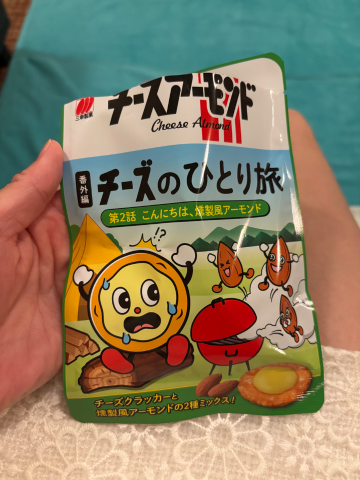 三幸製菓
チーズアーモンド
Cheese Almond
番外編
チーズのひとり旅
第2話 こんにちは、燻製風アーモンド
!?
チーズクラッカーと
燻製風アーモンドの2種ミックス!